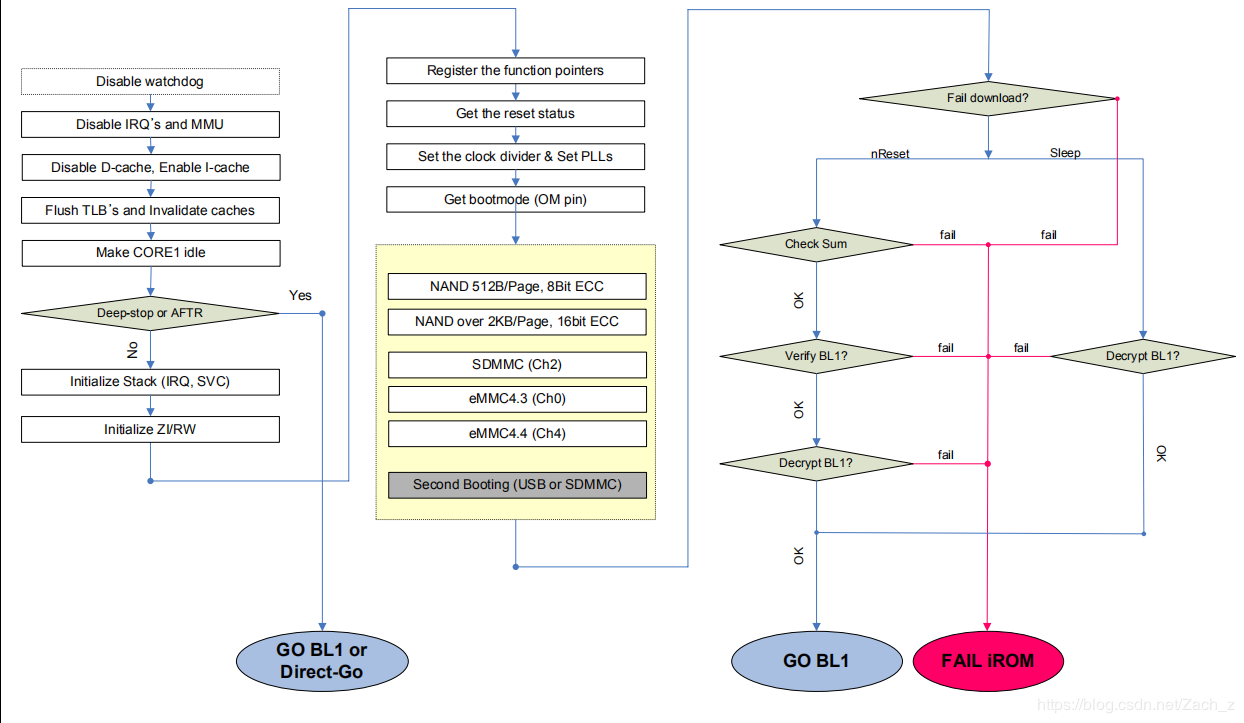 Disable watchdog
Disable IRQ's and MMU
Disable D-cache, Enable I-cache
Flush TLB's and Invalidate caches
Make CORE1 idle
Deep-stop or AFTR
Yes
No
Initialize Stack (IRQ, SVC)
Initialize ZI/RW
GO BL1 or
Direct-Go
Register the function pointers
Get the reset status
Set the clock divider & Set PLLs
Get bootmode (OM pin)
NAND 512B/Page, 8Bit ECC
NAND over 2KB/Page, 16bit ECC
SDMMC (Ch2)
eMMC4.3 (Ch0)
eMMC4.4 (Ch4)
Second Booting (USB or SDMMC)
Fail download?
nReset
Sleep
Check Sum
fail
fail
OK
Verify BL1?
fail
fail
Decrypt BL1?
OK
Decrypt BL1?
fail
OK
OK
GO BL1
FAIL iROM
https://blog.csdn.net/Zach_z